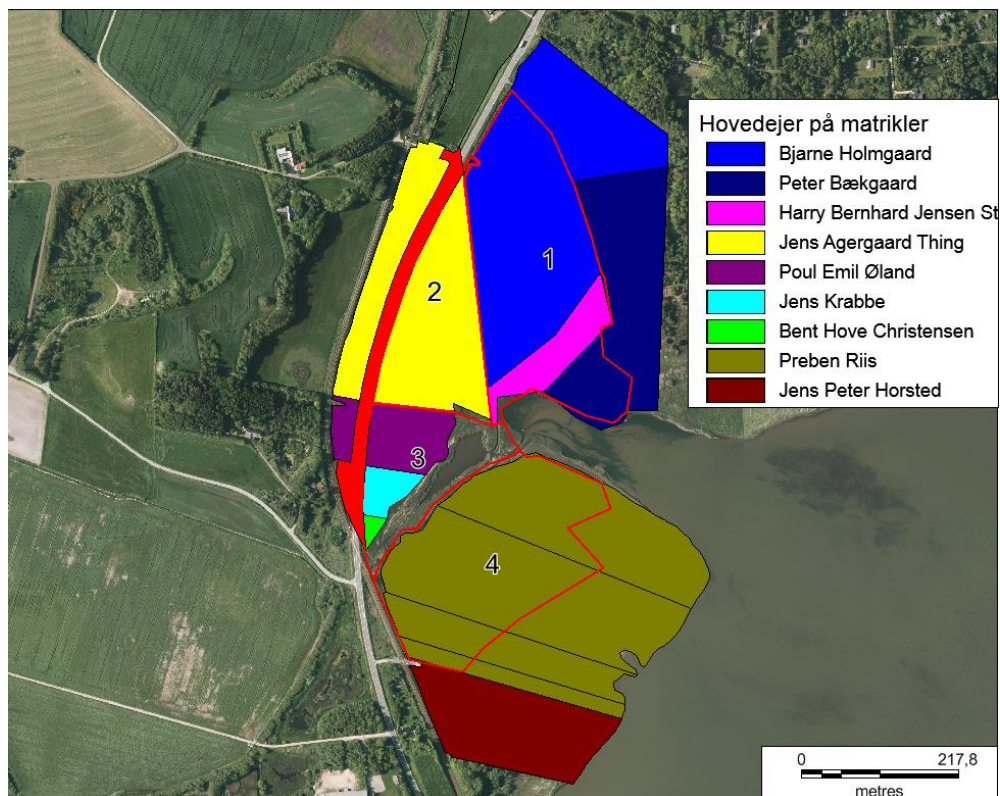 Hovedejer på matrikler
Bjarne Holmgaard
Peter Bækgaard
Harry Bernhard Jensen St
Jens Agergaard Thing
Poul Emil Øland
Jens Krabbe
Bent Hove Christensen
Preben Riis
Jens Peter Horsted
1
2
3
4
0
217,8
metres